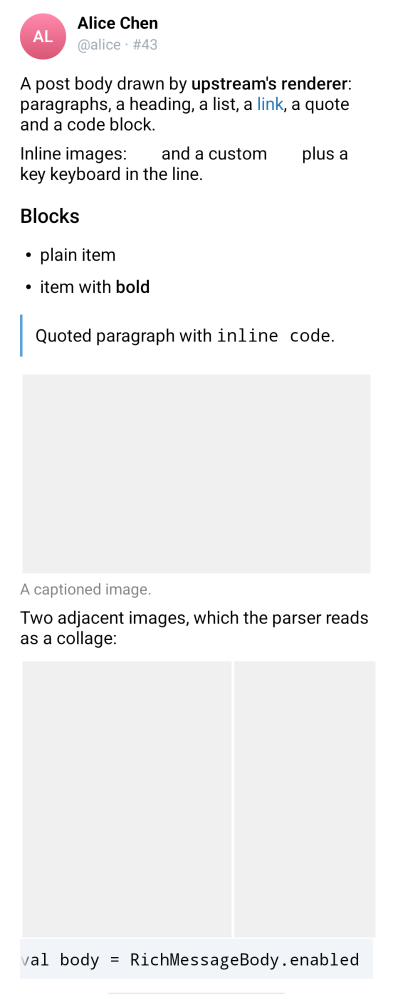 AL
Alice Chen
@alice · #43
A post body drawn by upstream's renderer:
paragraphs, a heading, a list, a link, a quote
and a code block.
Inline images: and a custom plus a
key keyboard in the line.
Blocks
• plain item
• item with bold
Quoted paragraph with inline code.
A captioned image.
Two adjacent images, which the parser reads
as a collage:
val body = RichMessageBody.enabled